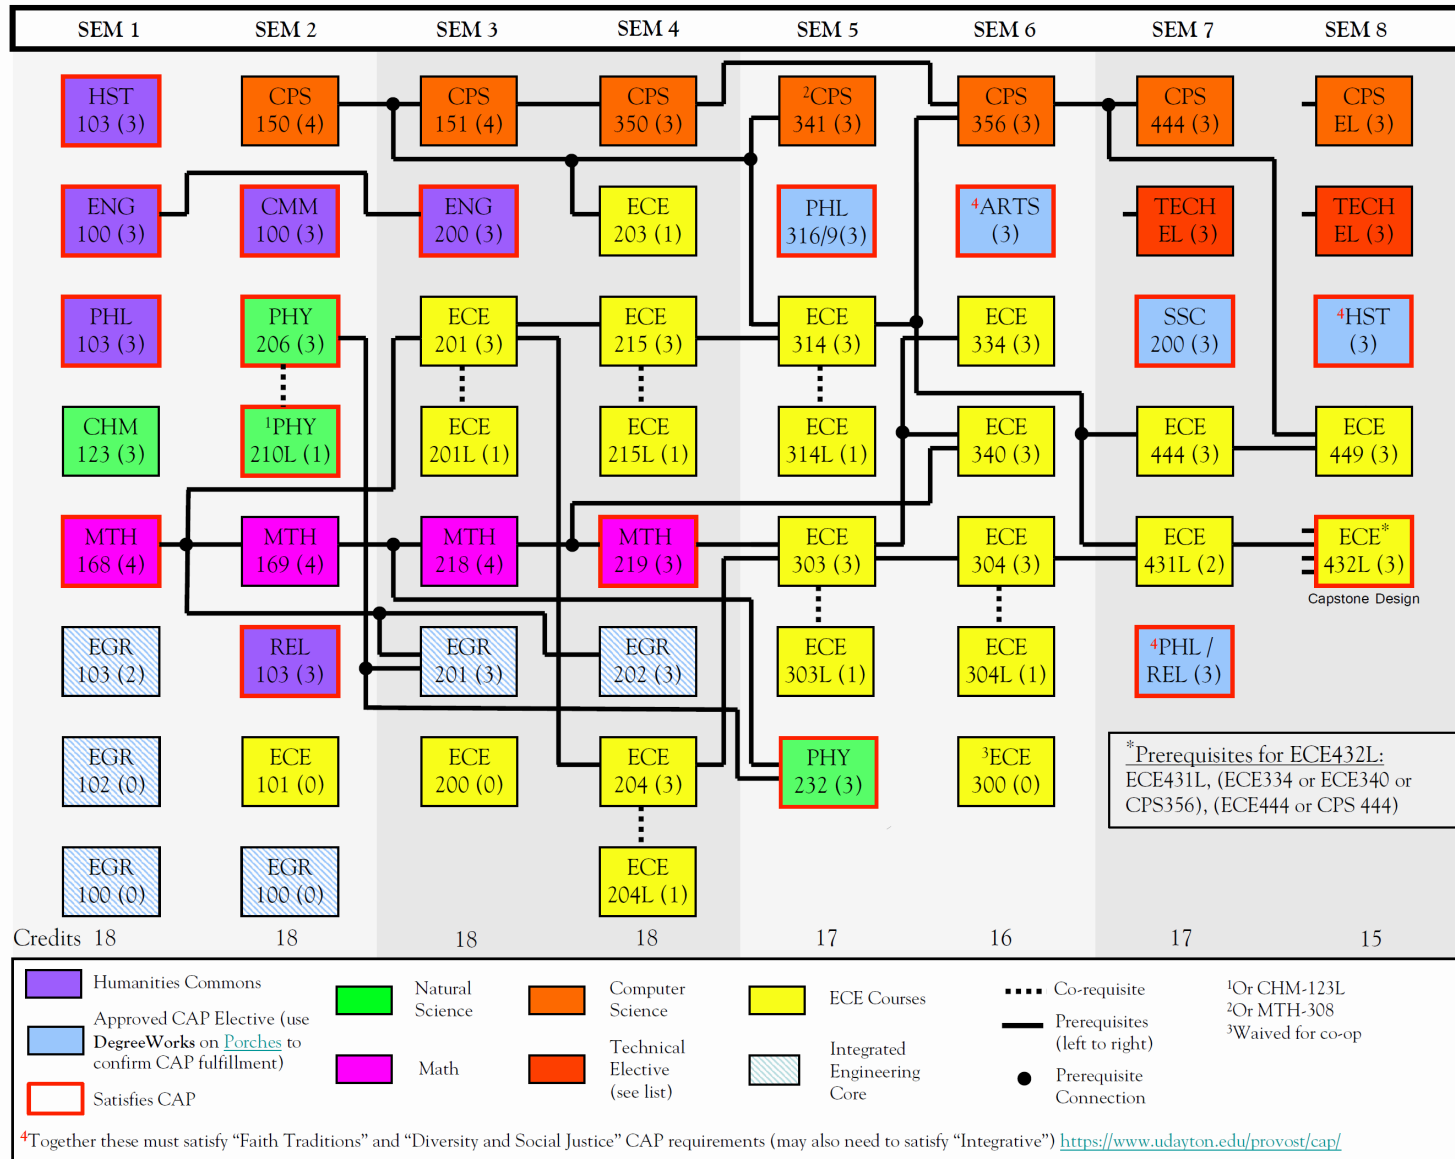 SEM 1 SEM 2 SEM 3 SEM 4 SEM 5 SEM 6 SEM 7 SEM 8
HST
103 (3)
CPS
150 (4)
CPS
151 (4)
CPS
350 (3)
²CPS
341 (3)
CPS
356 (3)
CPS
444 (3)
CPS
EL (3)
ENG
100 (3)
CMM
100 (3)
ENG
200 (3)
ECE
203 (1)
PHL
316/9(3)
⁴ARTS
(3)
TECH
EL (3)
TECH
EL (3)
PHL
103 (3)
PHY
206 (3)
ECE
201 (3)
ECE
215 (3)
ECE
314 (3)
ECE
334 (3)
SSC
200 (3)
⁴HST
(3)
CHM
123 (3)
¹PHY
210L (1)
ECE
201L (1)
ECE
215L (1)
ECE
314L (1)
ECE
340 (3)
ECE
444 (3)
ECE
449 (3)
MTH
168 (4)
MTH
169 (4)
MTH
218 (4)
MTH
219 (3)
ECE
303 (3)
ECE
304 (3)
ECE
431L (2)
ECE*
432L (3)
Capstone Design
EGR
103 (2)
REL
103 (3)
EGR
201 (3)
EGR
202 (3)
ECE
303L (1)
ECE
304L (1)
⁴PHL /
REL (3)
EGR
102 (0)
ECE
101 (0)
ECE
200 (0)
ECE
204 (3)
PHY
232 (3)
³ECE
300 (0)
*Prerequisites for ECE432L:
ECE431L, (ECE334 or ECE340 or
CPS356), (ECE444 or CPS 444)
EGR
100 (0)
EGR
100 (0)
ECE
204L (1)
Credits 18 18 18 18 17 16 17 15
Humanities Commons
Approved CAP Elective (use
DegreeWorks on Porches to
confirm CAP fulfillment)
Satisfies CAP
Natural
Science
Math
Computer
Science
Technical
Elective
(see list)
ECE Courses
Integrated
Engineering
Core
Co-requisite
Prerequisites
(left to right)
Prerequisite
Connection
¹Or CHM-123L
²Or MTH-308
³Waived for co-op
⁴Together these must satisfy “Faith Traditions” and “Diversity and Social Justice” CAP requirements (may also need to satisfy “Integrative”) https://www.udayton.edu/provost/cap/